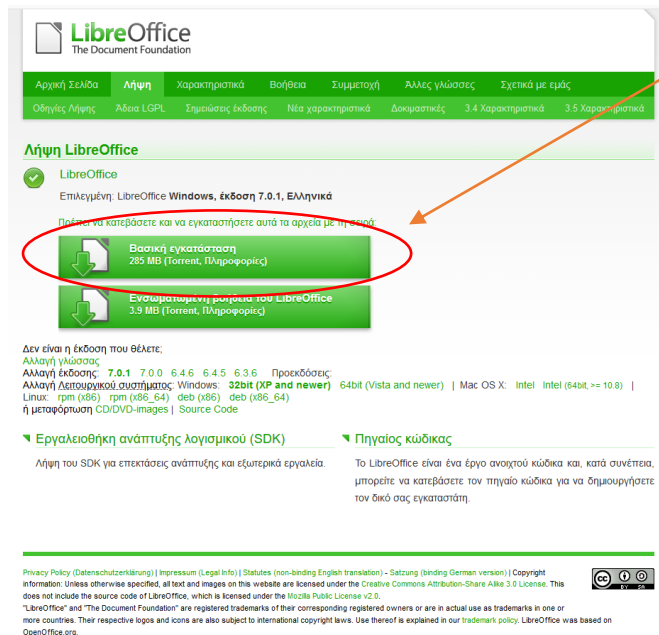 LibreOffice
The Document Foundation
Αρχική Σελίδα Λήψη Χαρακτηριστικά Βοήθεια Συμμετοχή Άλλες γλώσσες Σχετικά με εμάς
Οδηγίες Λήψης Άδεια LGPL Σημειώσεις έκδοσης Νέα χαρακτηριστικά Δοκιμαστικές 3.4 Χαρακτηριστικά 3.5 Χαρακτηριστικά
Λήψη LibreOffice
LibreOffice
Επιλεγμένη: LibreOffice Windows, έκδοση 7.0.1, Ελληνικά
Πρέπει να κατεβάσετε και να εγκαταστήσετε αυτά τα αρχεία με τη σειρά:
Βασική εγκατάσταση
285 MB (Torrent, Πληροφορίες)
Ενσωματωμένη βοήθεια του LibreOffice
3.9 MB (Torrent, Πληροφορίες)
Δεν είναι η έκδοση που θέλετε;
Αλλαγή γλώσσας
Αλλαγή έκδοσης: 7.0.1 7.0.0 6.4.6 6.4.5 6.3.6 Προεκδόσεις:
Αλλαγή Λειτουργικού συστήματος: Windows: 32bit (XP and newer) 64bit (Vista and newer) | Mac OS X: Intel Intel (64bit, >= 10.8) |
Linux: rpm (x86) rpm (x86_64) deb (x86) deb (x86_64)
ή μεταφόρτωση CD/DVD-images | Source Code
Εργαλειοθήκη ανάπτυξης λογισμικού (SDK)
Λήψη του SDK για επεκτάσεις ανάπτυξης και εξωτερικά εργαλεία.
Πηγαίος κώδικας
Το LibreOffice είναι ένα έργο ανοιχτού κώδικα και, κατά συνέπεια,
μπορείτε να κατεβάσετε τον πηγαίο κώδικα για να δημιουργήσετε
τον δικό σας εγκαταστάτη.
Privacy Policy (Datenschutzerklärung) | Impressum (Legal Info) | Statutes (non-binding English translation) - Satzung (binding German version) | Copyright
information: Unless otherwise specified, all text and images on this website are licensed under the Creative Commons Attribution-Share Alike 3.0 License. This
does not include the source code of LibreOffice, which is licensed under the Mozilla Public License v2.0.
"LibreOffice" and "The Document Foundation" are registered trademarks of their corresponding registered owners or are in actual use as trademarks in one or
more countries. Their respective logos and icons are also subject to international copyright laws. Use thereof is explained in our trademark policy. LibreOffice was based on
OpenOffice.org.
cc BY SA